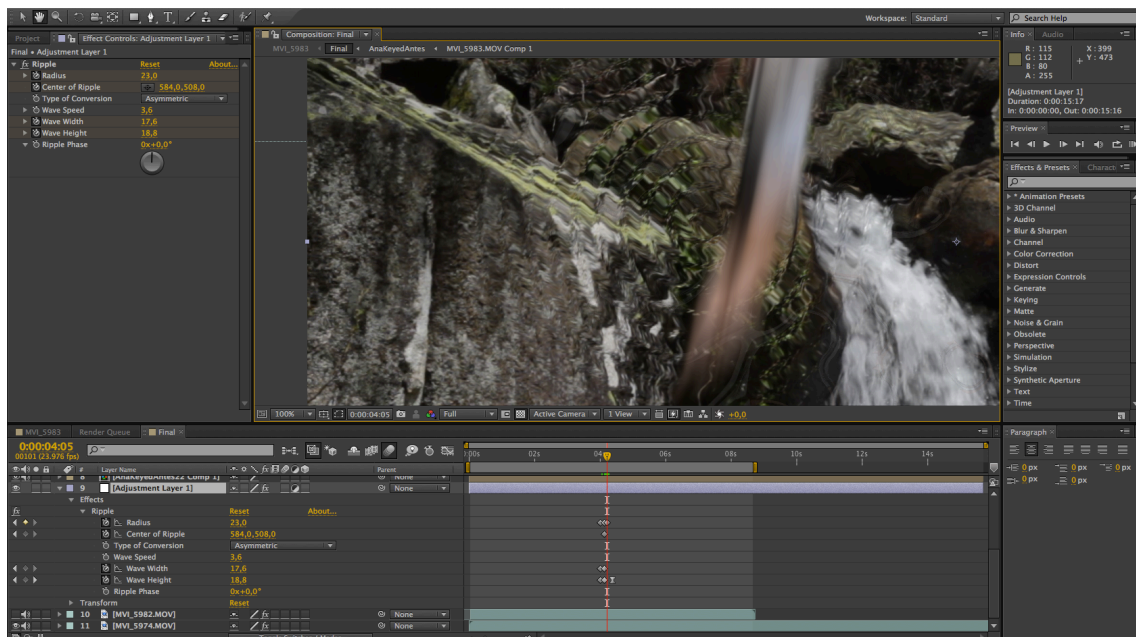 Workspace: Standard
Search Help
Project
Effect Controls: Adjustment Layer 1
Final • Adjustment Layer 1
fx Ripple Reset About...
Radius 23,0
Center of Ripple 584,0,508,0
Type of Conversion Asymmetric
Wave Speed 3,6
Wave Width 17,6
Wave Height 18,8
Ripple Phase 0x+0,0°
Composition: Final
MVI_5983 Final AnaKeyedAntes MVI_5983.MOV Comp 1
100% 0:00:04:05 Full Active Camera 1 View +0,0
Info Audio
R: 115 X: 399
G: 112 Y: 473
B: 80
A: 255
[Adjustment Layer 1]
Duration: 0:00:15:17
In: 0:00:00:00, Out: 0:00:15:16
Preview
Effects & Presets Charact
* Animation Presets
3D Channel
Audio
Blur & Sharpen
Channel
Color Correction
Distort
Expression Controls
Generate
Keying
Matte
Noise & Grain
Obsolete
Perspective
Simulation
Stylize
Synthetic Aperture
Text
Time
MVI_5983 Render Queue Final
0:00:04:05
00101 (23.976 fps)
# Layer Name Parent
):00s 02s 04s 06s 08s 10s 12s 14s
8 [AnaKeyedAntes22 Comp 1] None
9 [Adjustment Layer 1] None
Effects
fx Ripple Reset About...
Radius 23,0
Center of Ripple 584,0,508,0
Type of Conversion Asymmetric
Wave Speed 3,6
Wave Width 17,6
Wave Height 18,8
Ripple Phase 0x+0,0°
Transform Reset
10 [MVI_5982.MOV] None
11 [MVI_5974.MOV] None
Paragraph
0 px 0 px 0 px
0 px 0 px